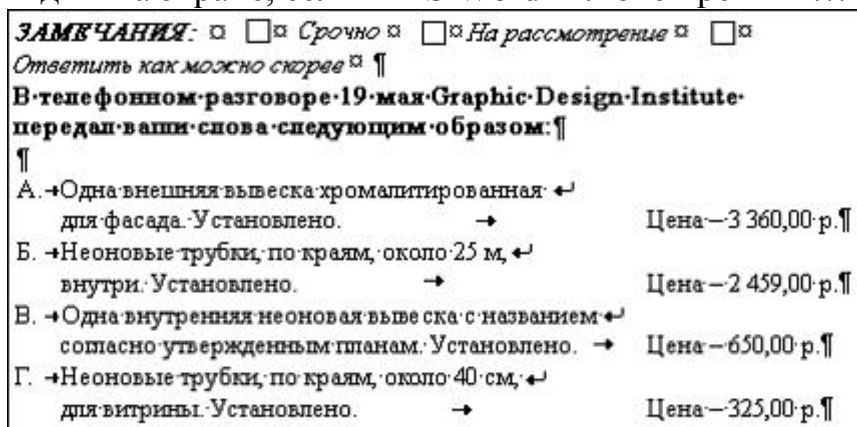 ЗАМЕЧАНИЯ: ¤ □¤ Срочно ¤ □¤ На рассмотрение ¤ □¤
Ответить как можно скорее ¤ ¶
В·телефонном·разговоре·19·мая·Graphic·Design·Institute·
передал·ваши·слова·следующим·образом:¶
¶
А.→Одна·внешняя·вывеска·хромалитированная·↵
для·фасада.·Установлено. → Цена·–·3 360,00·р.¶
Б.→Неоновые·трубки,·по·краям,·около·25 м,↵
внутри.·Установлено. → Цена·–·2 459,00·р.¶
В.→Одна·внутренняя·неоновая·вывеска·с·названием·↵
согласно·утвержденным·планам.·Установлено. → Цена·–·650,00·р.¶
Г.→Неоновые·трубки,·по·краям,·около·40·см,·↵
для·витрины.·Установлено. → Цена·–·325,00·р.¶